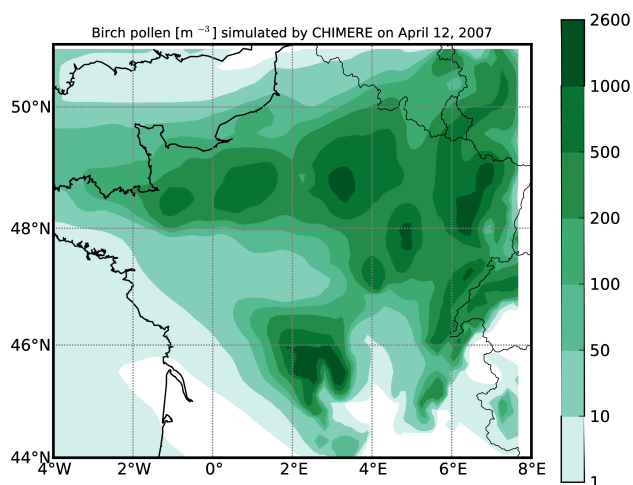 Birch pollen [m⁻³] simulated by CHIMERE on April 12, 2007
2600
1000
500
200
100
50
10
1
50°N
48°N
46°N
44°N
4°W 2°W 0° 2°E 4°E 6°E 8°E